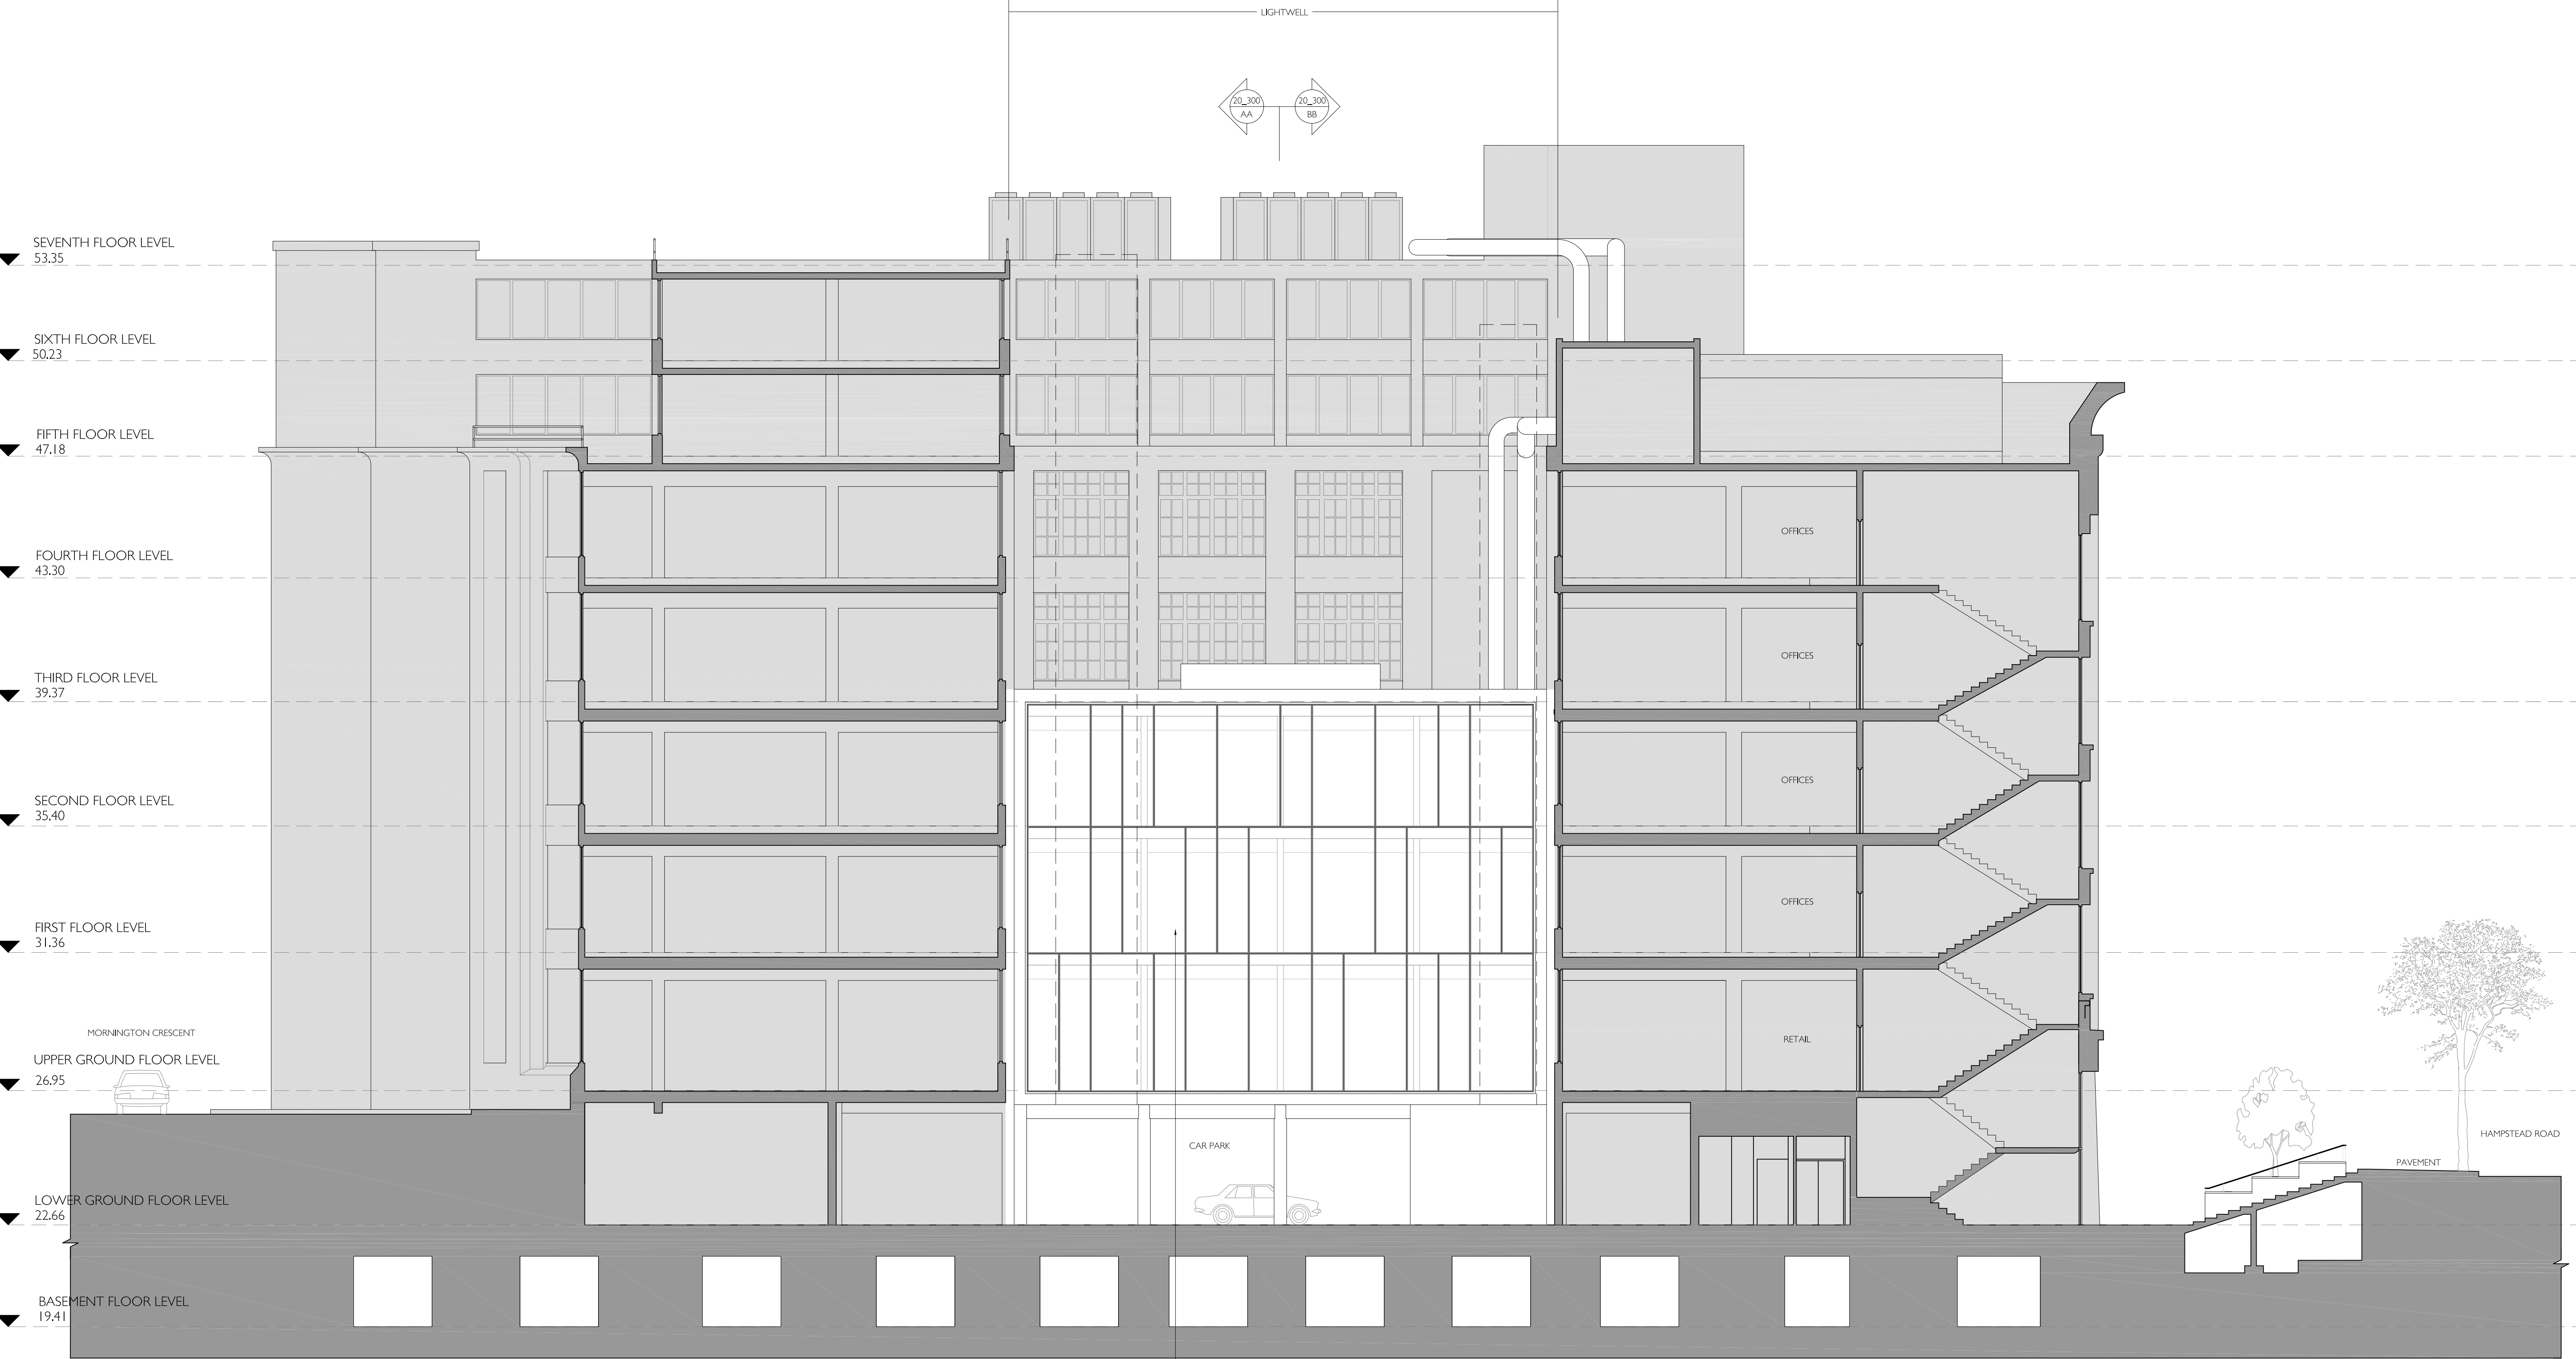 LIGHTWELL
20_300
AA
20_300
BB
SEVENTH FLOOR LEVEL
53.35
SIXTH FLOOR LEVEL
50.23
FIFTH FLOOR LEVEL
47.18
OFFICES
FOURTH FLOOR LEVEL
43.30
OFFICES
THIRD FLOOR LEVEL
39.37
OFFICES
SECOND FLOOR LEVEL
35.40
OFFICES
FIRST FLOOR LEVEL
31.36
MORNINGTON CRESCENT
RETAIL
UPPER GROUND FLOOR LEVEL
26.95
HAMPSTEAD ROAD
CAR PARK
PAVEMENT
LOWER GROUND FLOOR LEVEL
22.66
BASEMENT FLOOR LEVEL
19.41